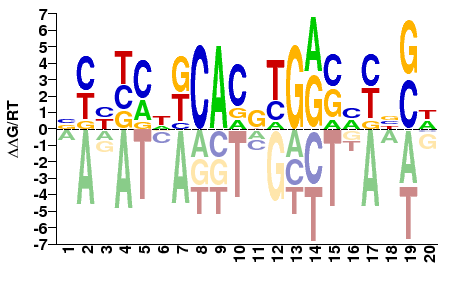 ΔΔG/RT
7
6
5
4
3
2
1
0
-1
-2
-3
-4
-5
-6
-7
1 2 3 4 5 6 7 8 9 10 11 12 13 14 15 16 17 18 19 20
C
C T
C T
T C G
C A G
T
G T C
C
A
C G A
G
T C A
G
A G
C G A
C A
C T G
G C
G C
T A
A
A
A G
A
T
C
A
A G T
C G T
T
A C
G
A C T
C T
T
G T
A
T
A T
G